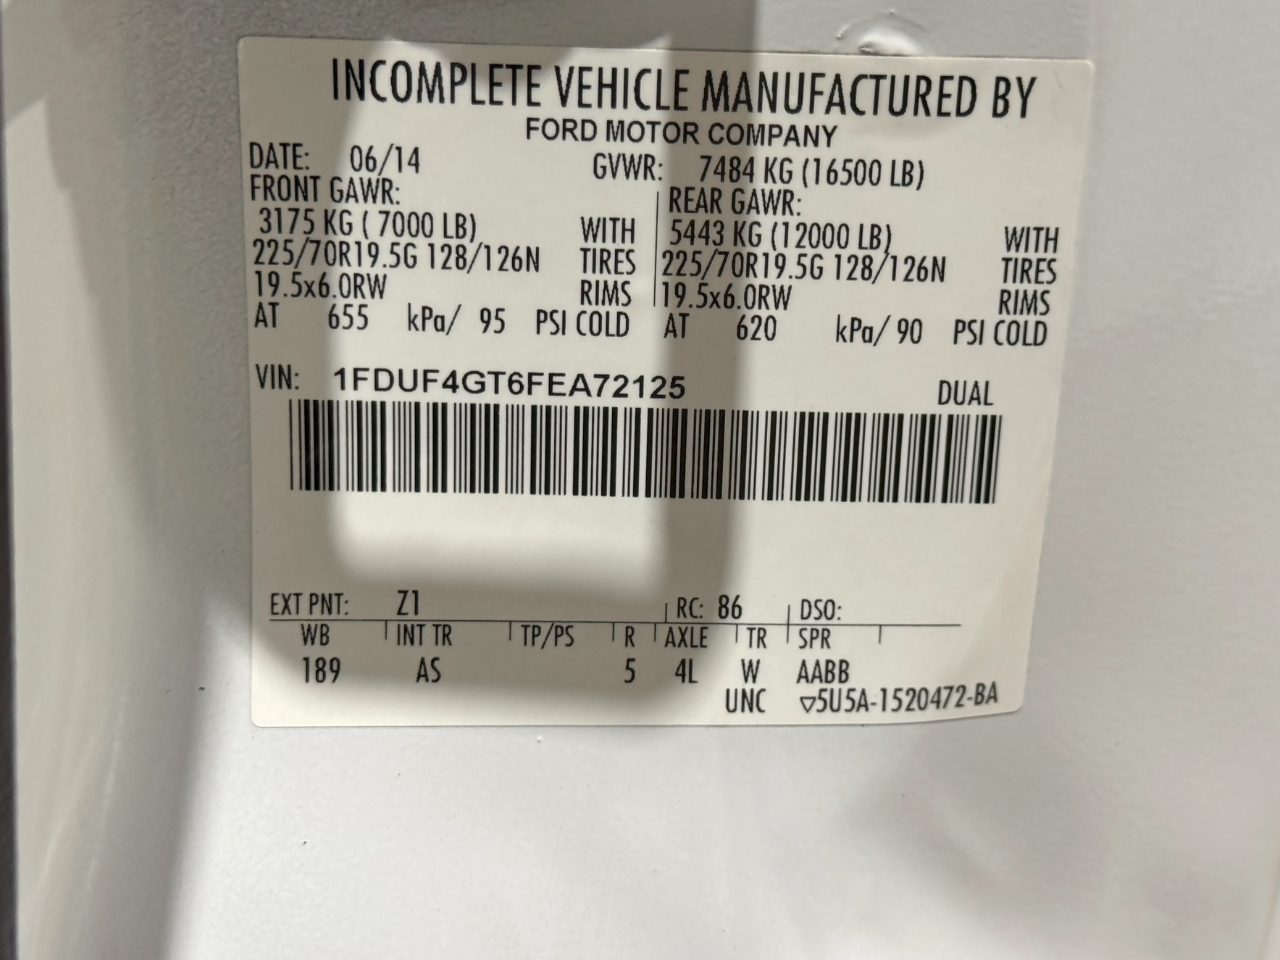 INCOMPLETE VEHICLE MANUFACTURED BY
FORD MOTOR COMPANY
DATE: 06/14 GVWR: 7484 KG (16500 LB)
FRONT GAWR: REAR GAWR:
3175 KG ( 7000 LB) WITH 5443 KG (12000 LB) WITH
225/70R19.5G 128/126N TIRES 225/70R19.5G 128/126N TIRES
19.5x6.0RW RIMS 19.5x6.0RW RIMS
AT 655 kPa/ 95 PSI COLD AT 620 kPa/ 90 PSI COLD
VIN: 1FDUF4GT6FEA72125 DUAL
EXT PNT: Z1 RC: 86 DSO:
WB INT TR TP/PS R AXLE TR SPR
189 AS 5 4L W AABB
UNC ▽5U5A-1520472-BA